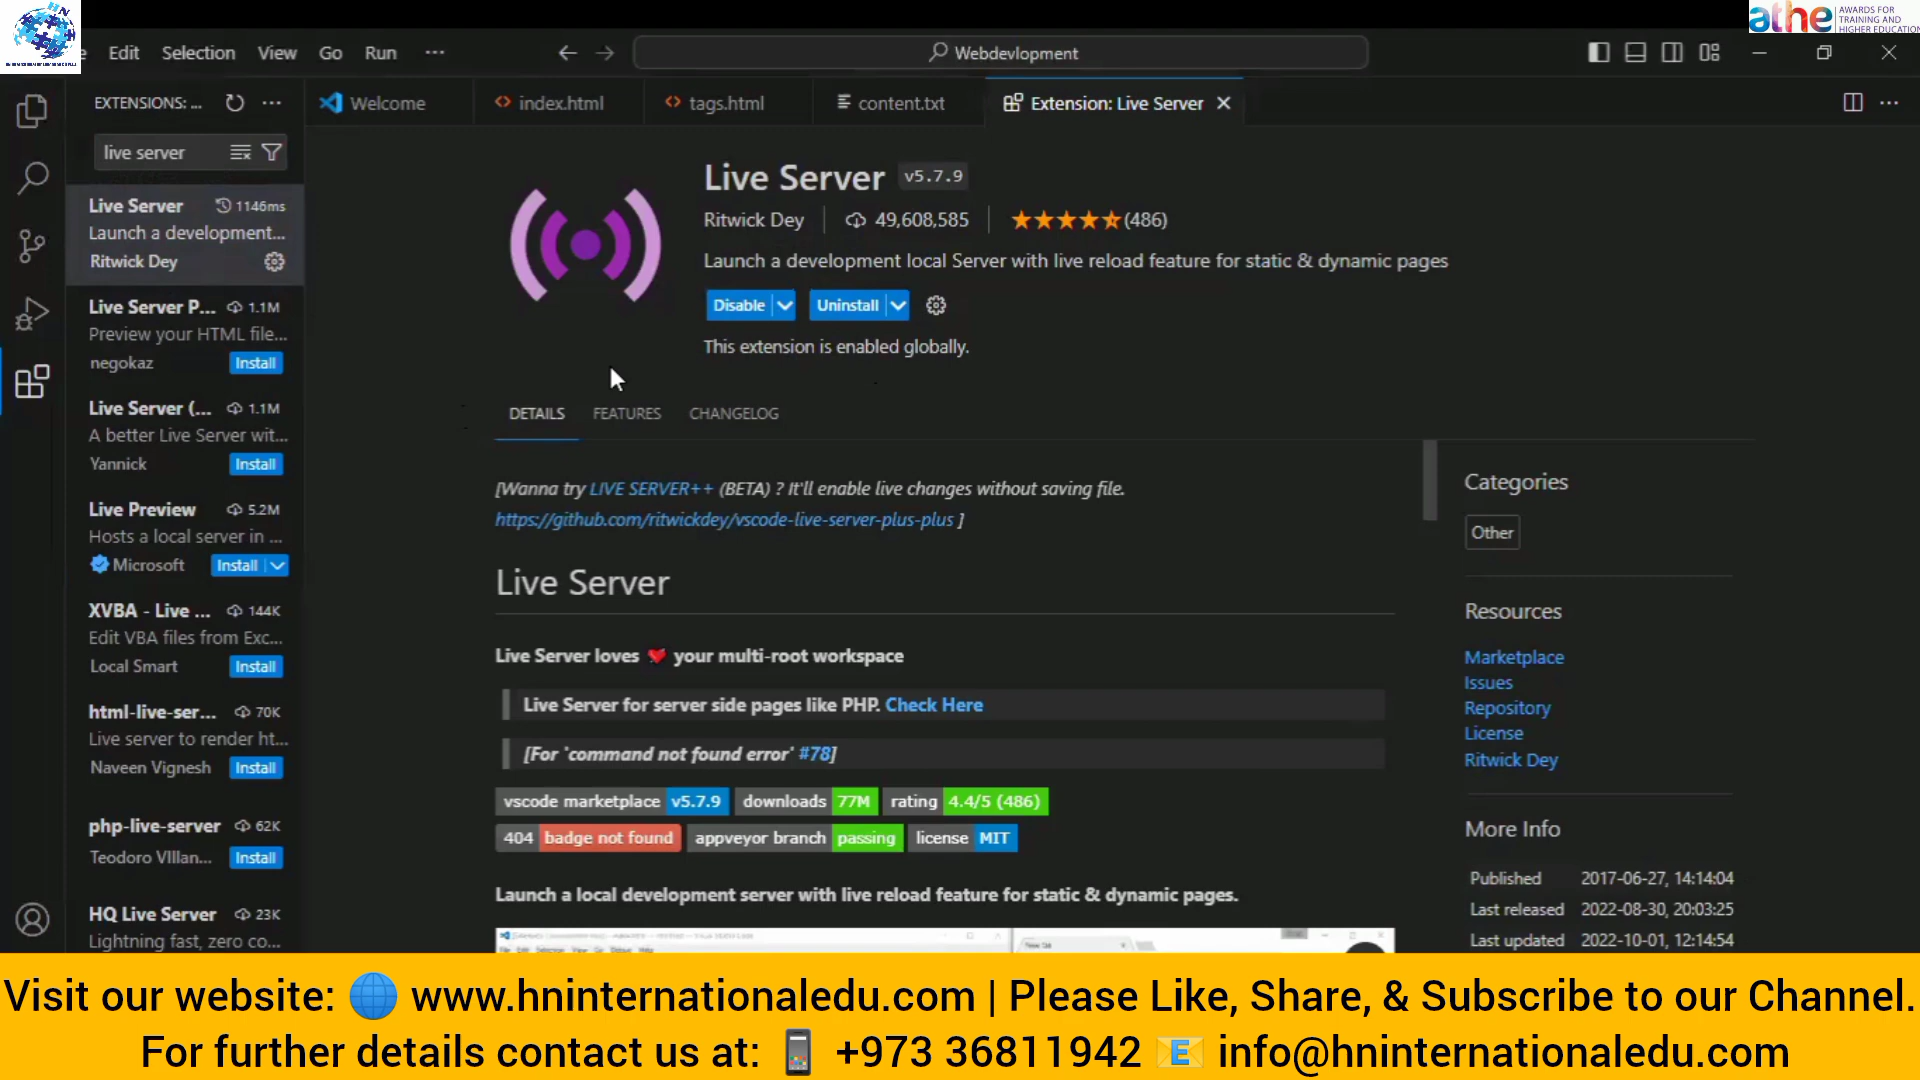 athe
AWARDS FOR
TRAINING AND
HIGHER EDUCATION
Edit Selection View Go Run ···
Webdevlopment
EXTENSIONS: ...
Welcome
index.html
tags.html
content.txt
Extension: Live Server
live server
Live Server 1146ms
Launch a development...
Ritwick Dey
Live Server P... 1.1M
Preview your HTML file...
negokaz Install
Live Server (... 1.1M
A better Live Server wit...
Yannick Install
Live Preview 5.2M
Hosts a local server in ...
Microsoft Install
XVBA - Live ... 144K
Edit VBA files from Exc...
Local Smart Install
html-live-ser... 70K
Live server to render ht...
Naveen Vignesh Install
php-live-server 62K
Teodoro VIllan... Install
HQ Live Server 23K
Lightning fast, zero co...
Live Server v5.7.9
Ritwick Dey 49,608,585 ★★★★ (486)
Launch a development local Server with live reload feature for static & dynamic pages
Disable Uninstall
This extension is enabled globally.
DETAILS FEATURES CHANGELOG
[Wanna try LIVE SERVER++ (BETA) ? It'll enable live changes without saving file.
https://github.com/ritwickdey/vscode-live-server-plus-plus ]
Live Server
Live Server loves ❤ your multi-root workspace
Live Server for server side pages like PHP. Check Here
[For `command not found error' #78]
vscode marketplace v5.7.9 downloads 77M rating 4.4/5 (486)
404 badge not found appveyor branch passing license MIT
Launch a local development server with live reload feature for static & dynamic pages.
Categories
Other
Resources
Marketplace
Issues
Repository
License
Ritwick Dey
More Info
Published 2017-06-27, 14:14:04
Last released 2022-08-30, 20:03:25
Last updated 2022-10-01, 12:14:54
Visit our website: 🌐 www.hninternationaledu.com | Please Like, Share, & Subscribe to our Channel.
For further details contact us at: 📱 +973 36811942 📧 info@hninternationaledu.com